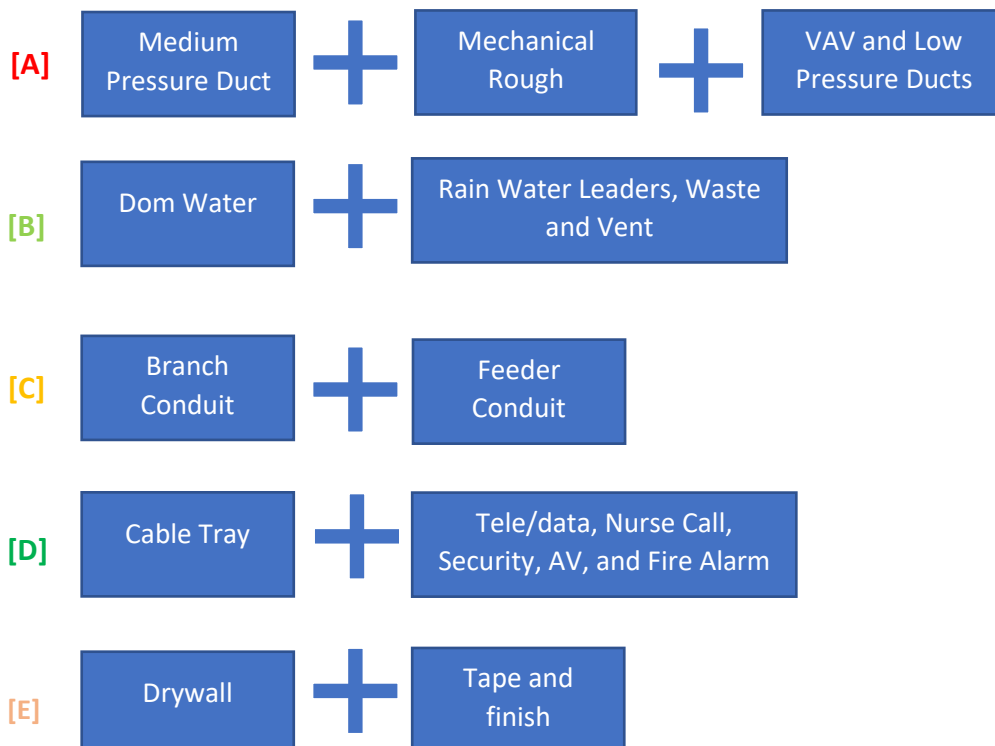 [A]
Medium
Pressure Duct
Mechanical
Rough
VAV and Low
Pressure Ducts
[B]
Dom Water
Rain Water Leaders, Waste
and Vent
[C]
Branch
Conduit
Feeder
Conduit
[D]
Cable Tray
Tele/data, Nurse Call,
Security, AV, and Fire Alarm
[E]
Drywall
Tape and
finish